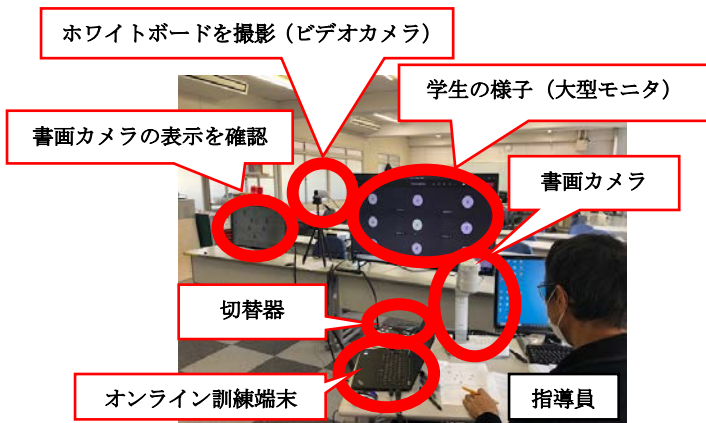 ホワイトボードを撮影（ビデオカメラ）
学生の様子（大型モニタ）
書画カメラの表示を確認
書画カメラ
切替器
オンライン訓練端末
指導員